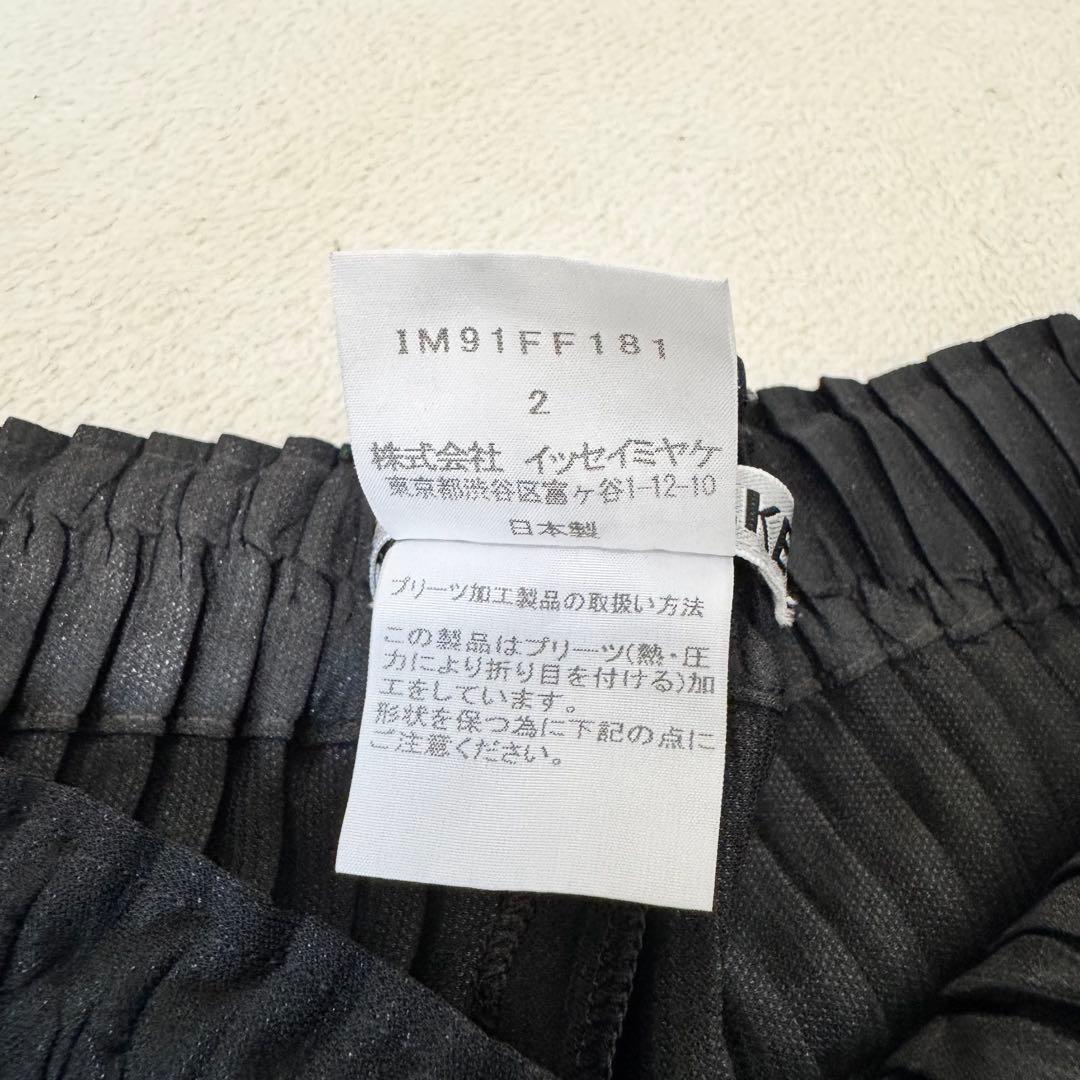 IM91FF181
2
株式会社 イッセイミヤケ
東京都渋谷区富ヶ谷1-12-10
日本製
プリーツ加工製品の取扱い方法
この製品はプリーツ(熱・圧
力により折り目を付ける)加
工をしています。
形状を保つ為に下記の点に
ご注意ください。